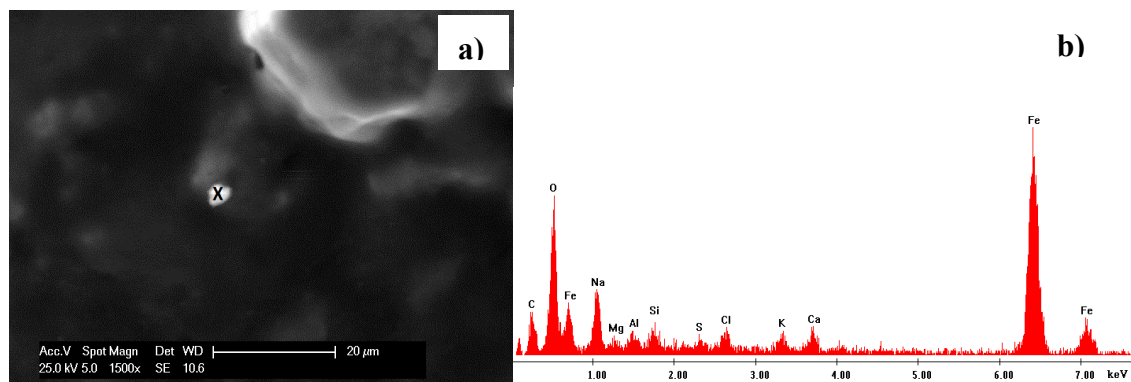 a)
X
Acc.V Spot Magn Det WD 20 µm
25.0 kV 5.0 1500x SE 10.6
b)
Fe
O
Na
Fe
C
Mg
Al
Si
S
Cl
K
Ca
Fe
1.00 2.00 3.00 4.00 5.00 6.00 7.00 keV